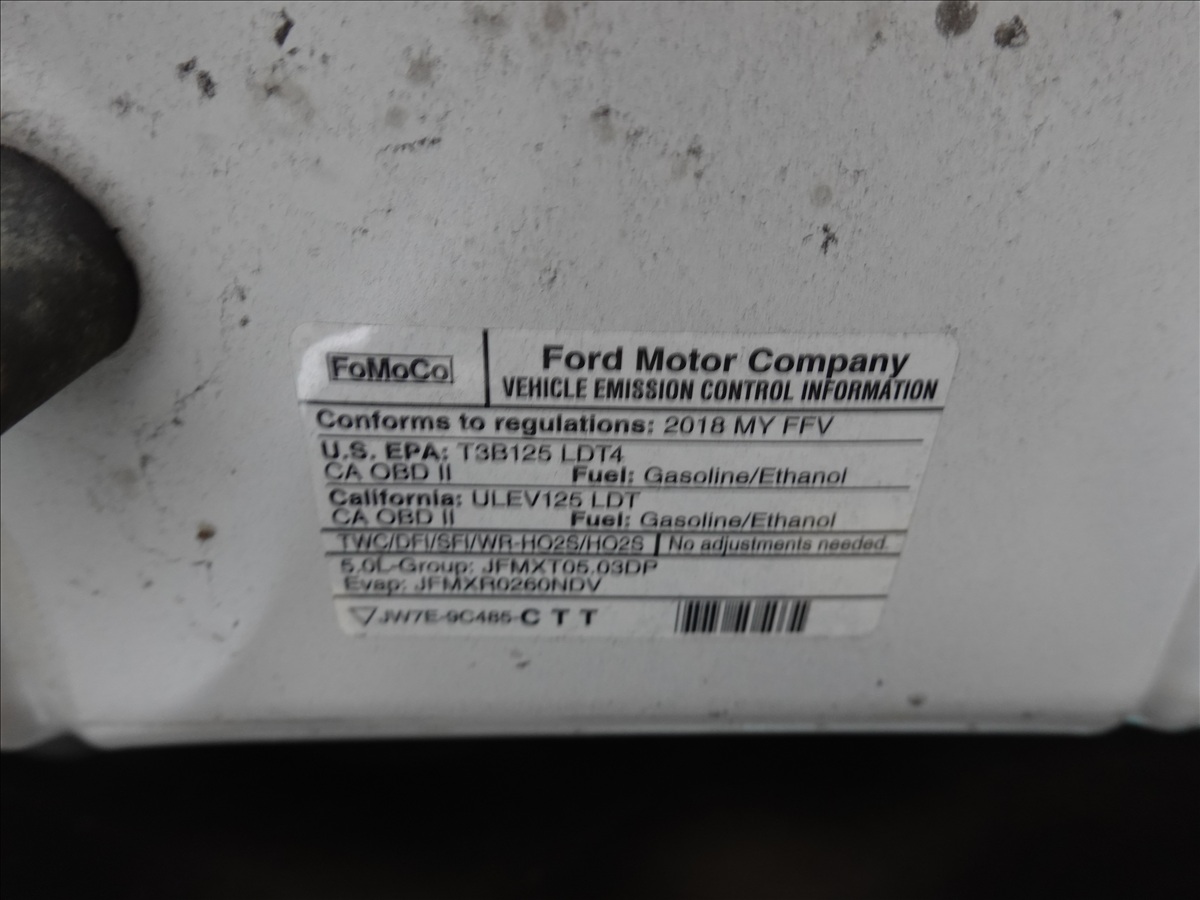 FoMoCo
Ford Motor Company
VEHICLE EMISSION CONTROL INFORMATION
Conforms to regulations: 2018 MY FFV
U.S. EPA: T3B125 LDT4
CA OBD II Fuel: Gasoline/Ethanol
California: ULEV125 LDT
CA OBD II Fuel: Gasoline/Ethanol
TWC/DFI/SFI/WR-HO2S/HO2S No adjustments needed.
5.0L-Group: JFMXT05.03DP
Evap: JFMXR0260NDV
JW7E-9C485-C T T